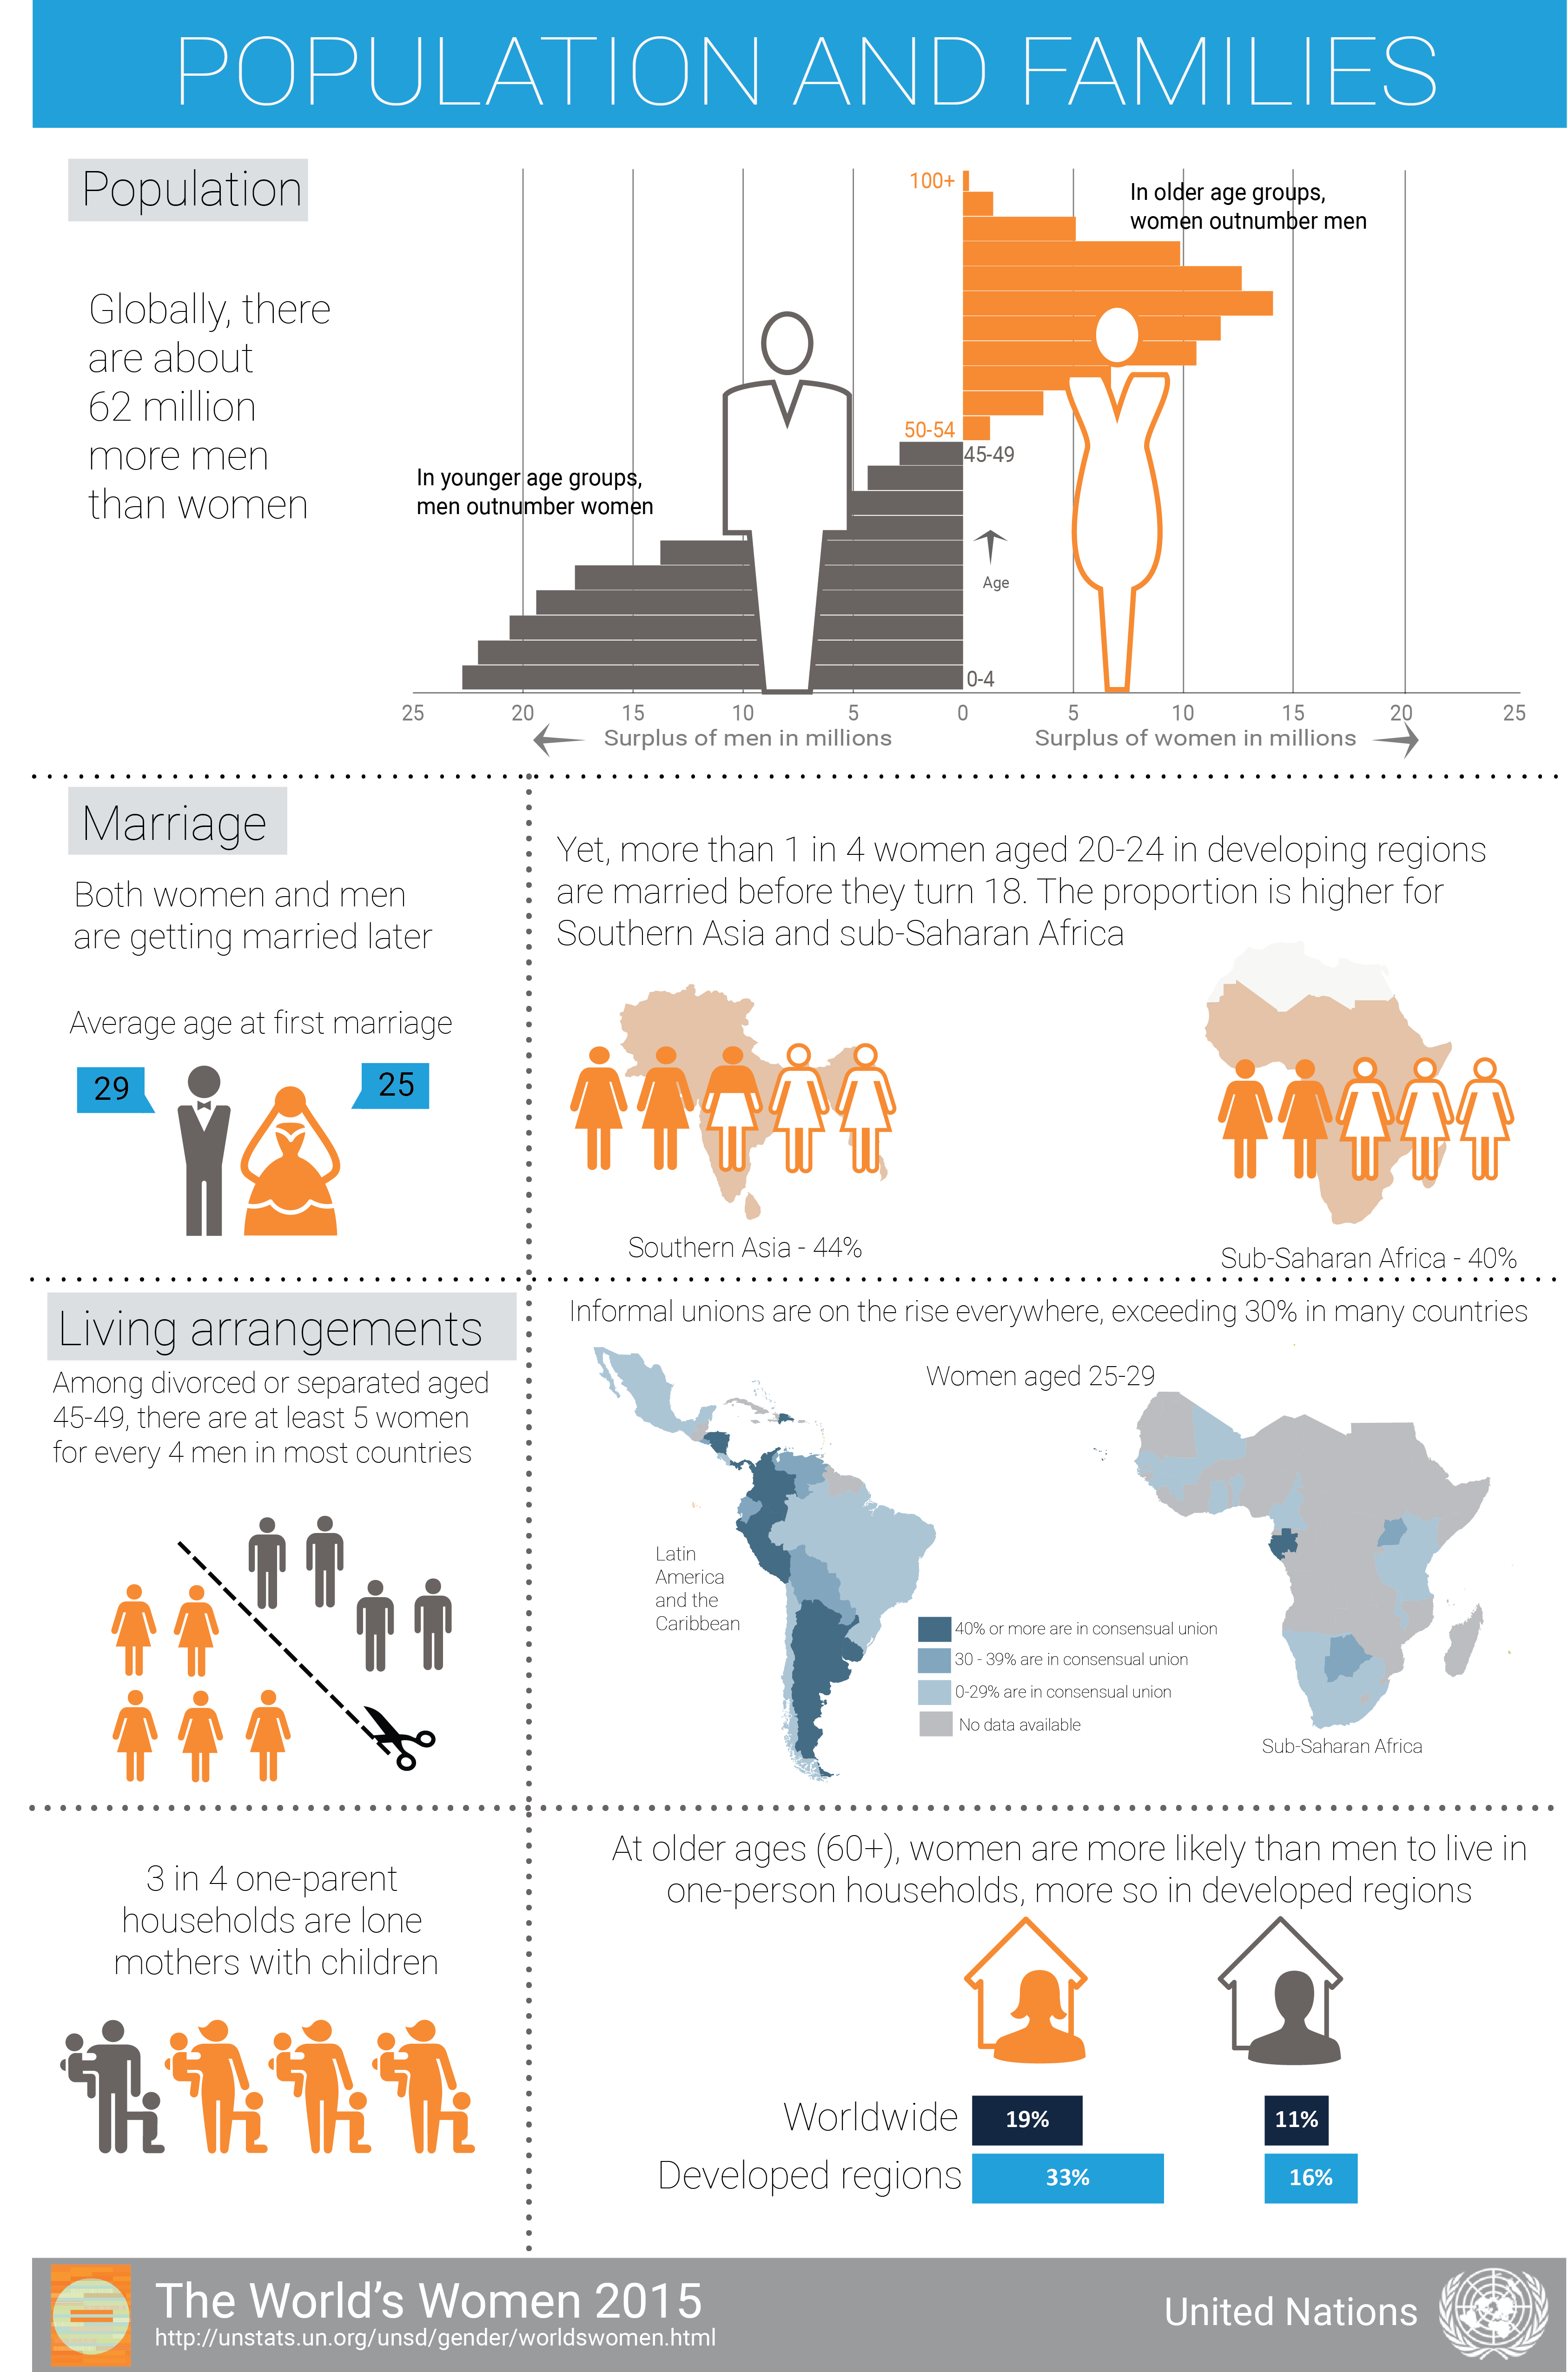 POPULATION AND FAMILIES
Population
Globally, there
are about
62 million
more men
than women
100+
In older age groups,
women outnumber men
50-54
45-49
In younger age groups,
men outnumber women
Age
0-4
25 20 15 10 5 0 5 10 15 20 25
Surplus of men in millions
Surplus of women in millions
Marriage
Both women and men
are getting married later
Average age at first marriage
29
25
Yet, more than 1 in 4 women aged 20-24 in developing regions
are married before they turn 18. The proportion is higher for
Southern Asia and sub-Saharan Africa
Southern Asia - 44%
Sub-Saharan Africa - 40%
Living arrangements
Among divorced or separated aged
45-49, there are at least 5 women
for every 4 men in most countries
Informal unions are on the rise everywhere, exceeding 30% in many countries
Women aged 25-29
Latin
America
and the
Caribbean
40% or more are in consensual union
30 - 39% are in consensual union
0-29% are in consensual union
No data available
Sub-Saharan Africa
3 in 4 one-parent
households are lone
mothers with children
At older ages (60+), women are more likely than men to live in
one-person households, more so in developed regions
Worldwide
19%
11%
Developed regions
33%
16%
The World's Women 2015
http://unstats.un.org/unsd/gender/worldswomen.html
United Nations